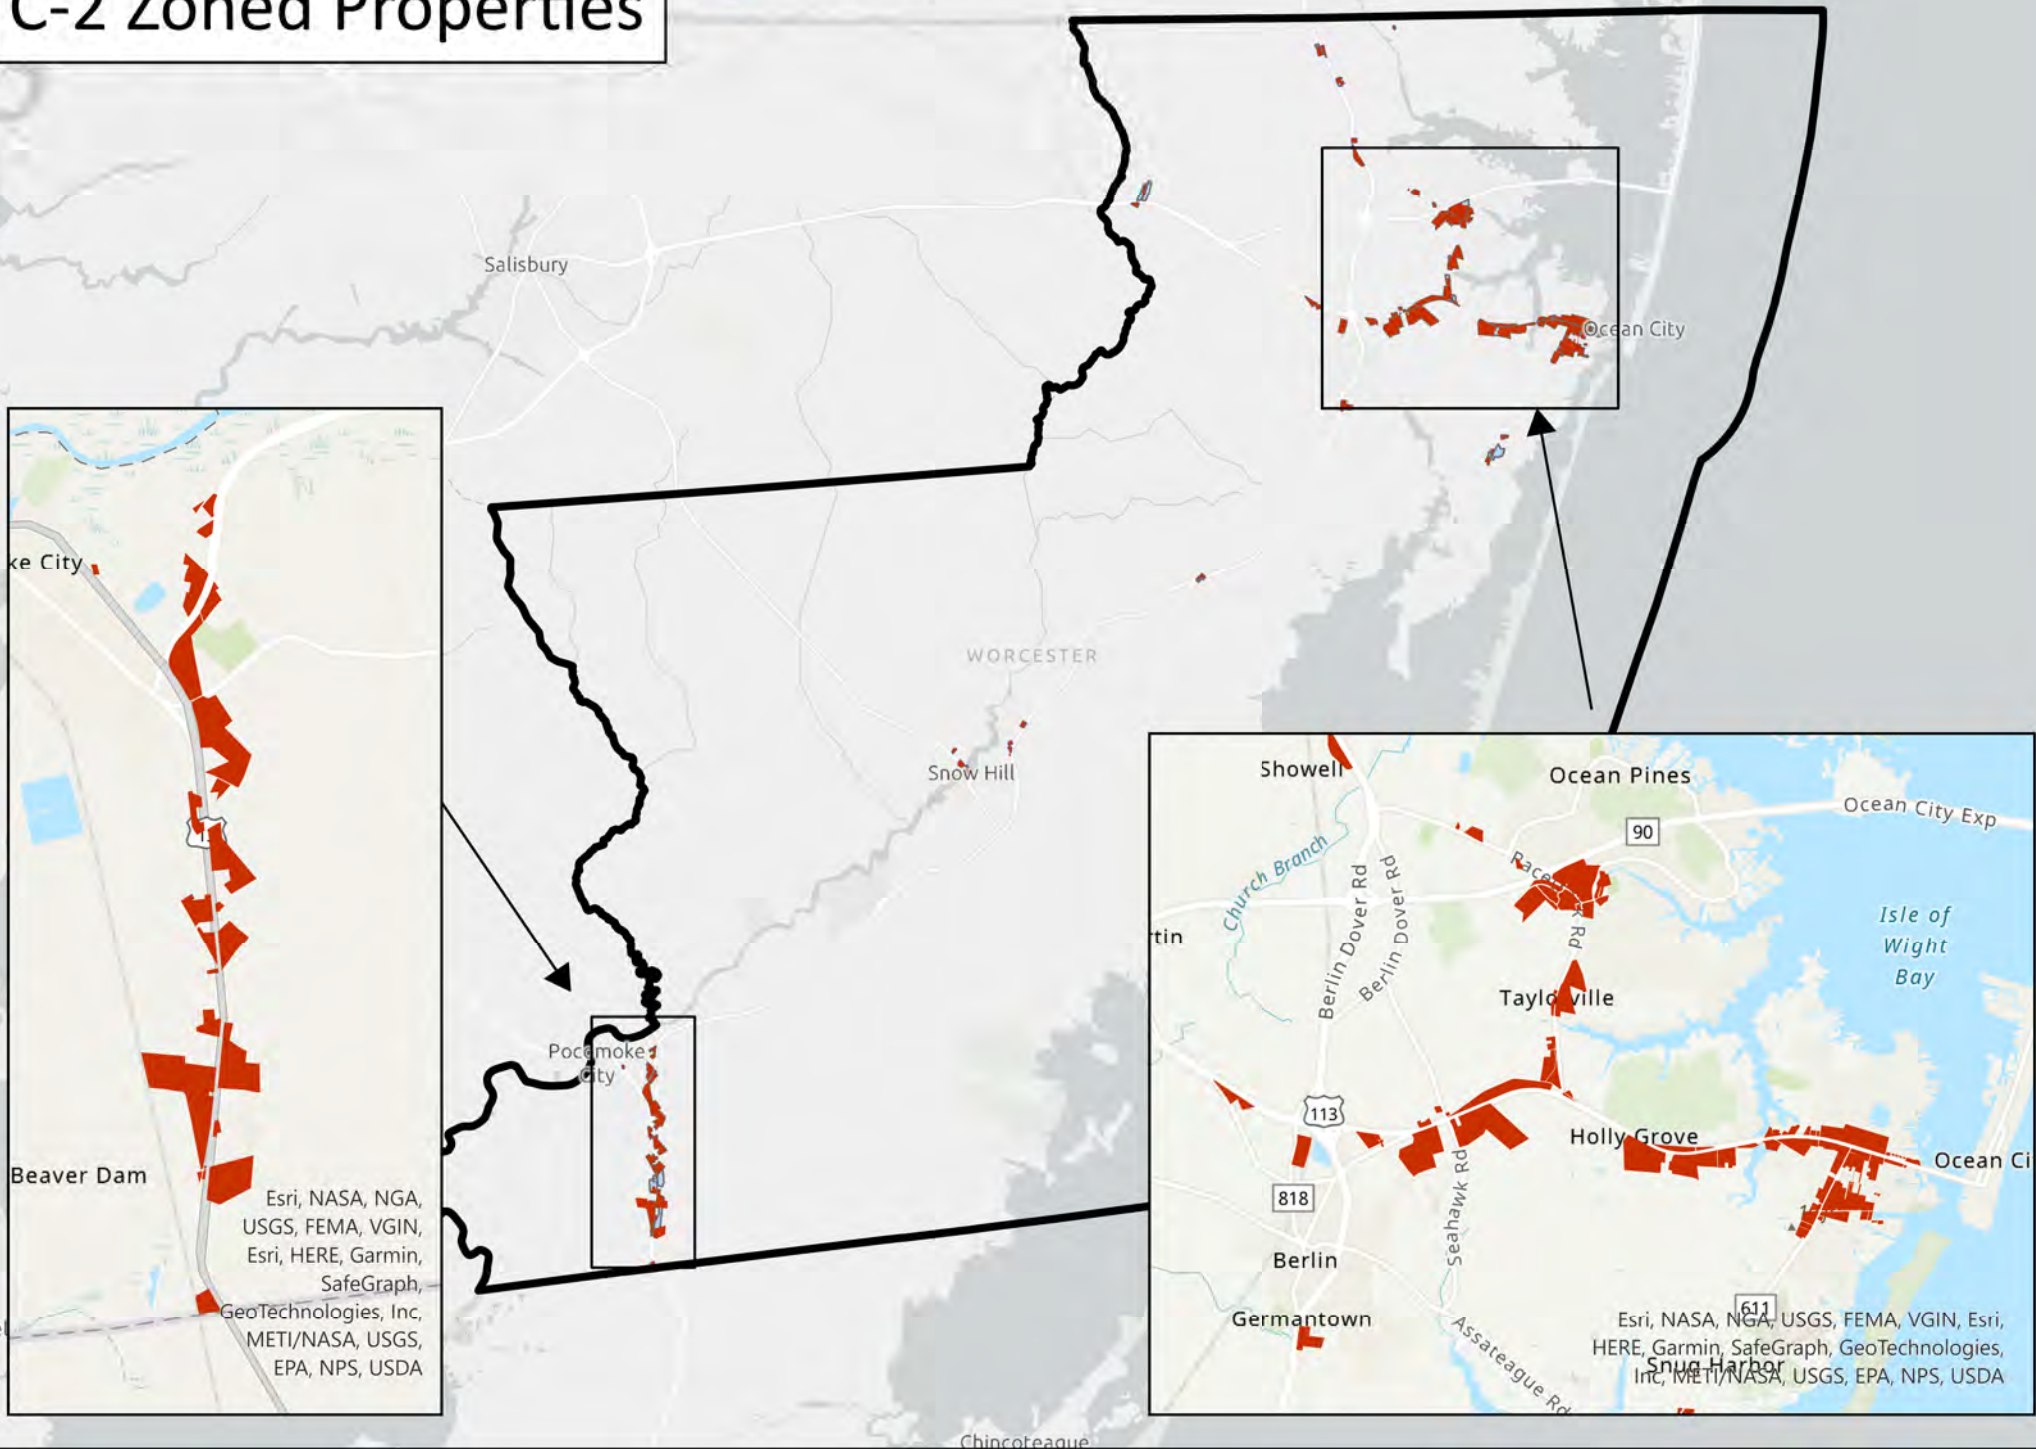 C-2 Zoned Properties
Salisbury
Ocean City
WORCESTER
Snow Hill
Pocomoke
City
Chincoteague
ke City
Beaver Dam
Esri, NASA, NGA,
USGS, FEMA, VGIN,
Esri, HERE, Garmin,
SafeGraph,
GeoTechnologies, Inc,
METI/NASA, USGS,
EPA, NPS, USDA
Showell
Ocean Pines
Ocean City Exp
90
Church Branch
Berlin Dover Rd
Berlin Dover Rd
Isle of
Wight
Bay
rtin
Taylorville
113
Holly Grove
Ocean Ci
818
Seahawk Rd
Berlin
Germantown
Assateague Rd
611
Snug Harbor
Esri, NASA, NGA, USGS, FEMA, VGIN, Esri,
HERE, Garmin, SafeGraph, GeoTechnologies,
Inc, METI/NASA, USGS, EPA, NPS, USDA